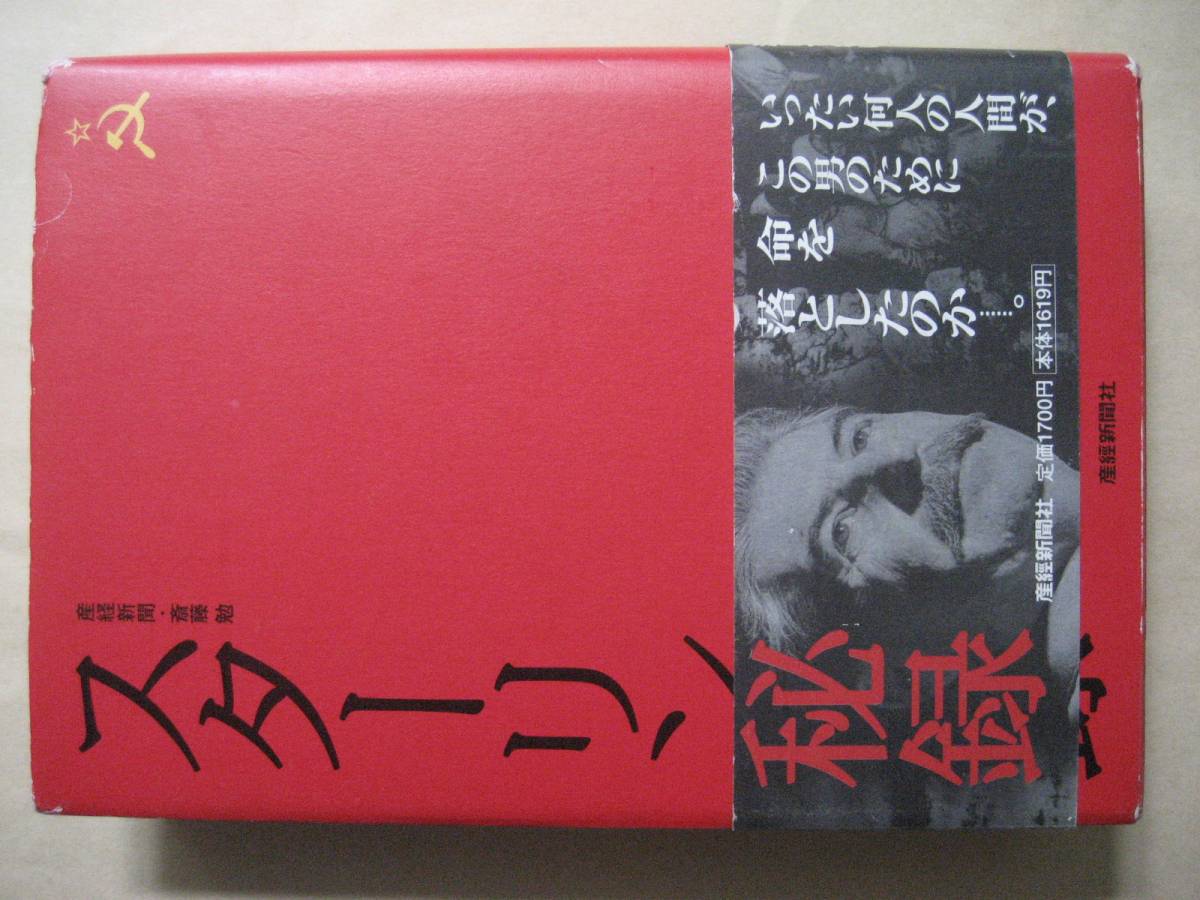 産経新聞・斎藤勉
スターリン
秘録
いったい何人の人間が、
この男のために
命を
落としたのか……。
産經新聞社 定価1700円 本体1619円
産經新聞社